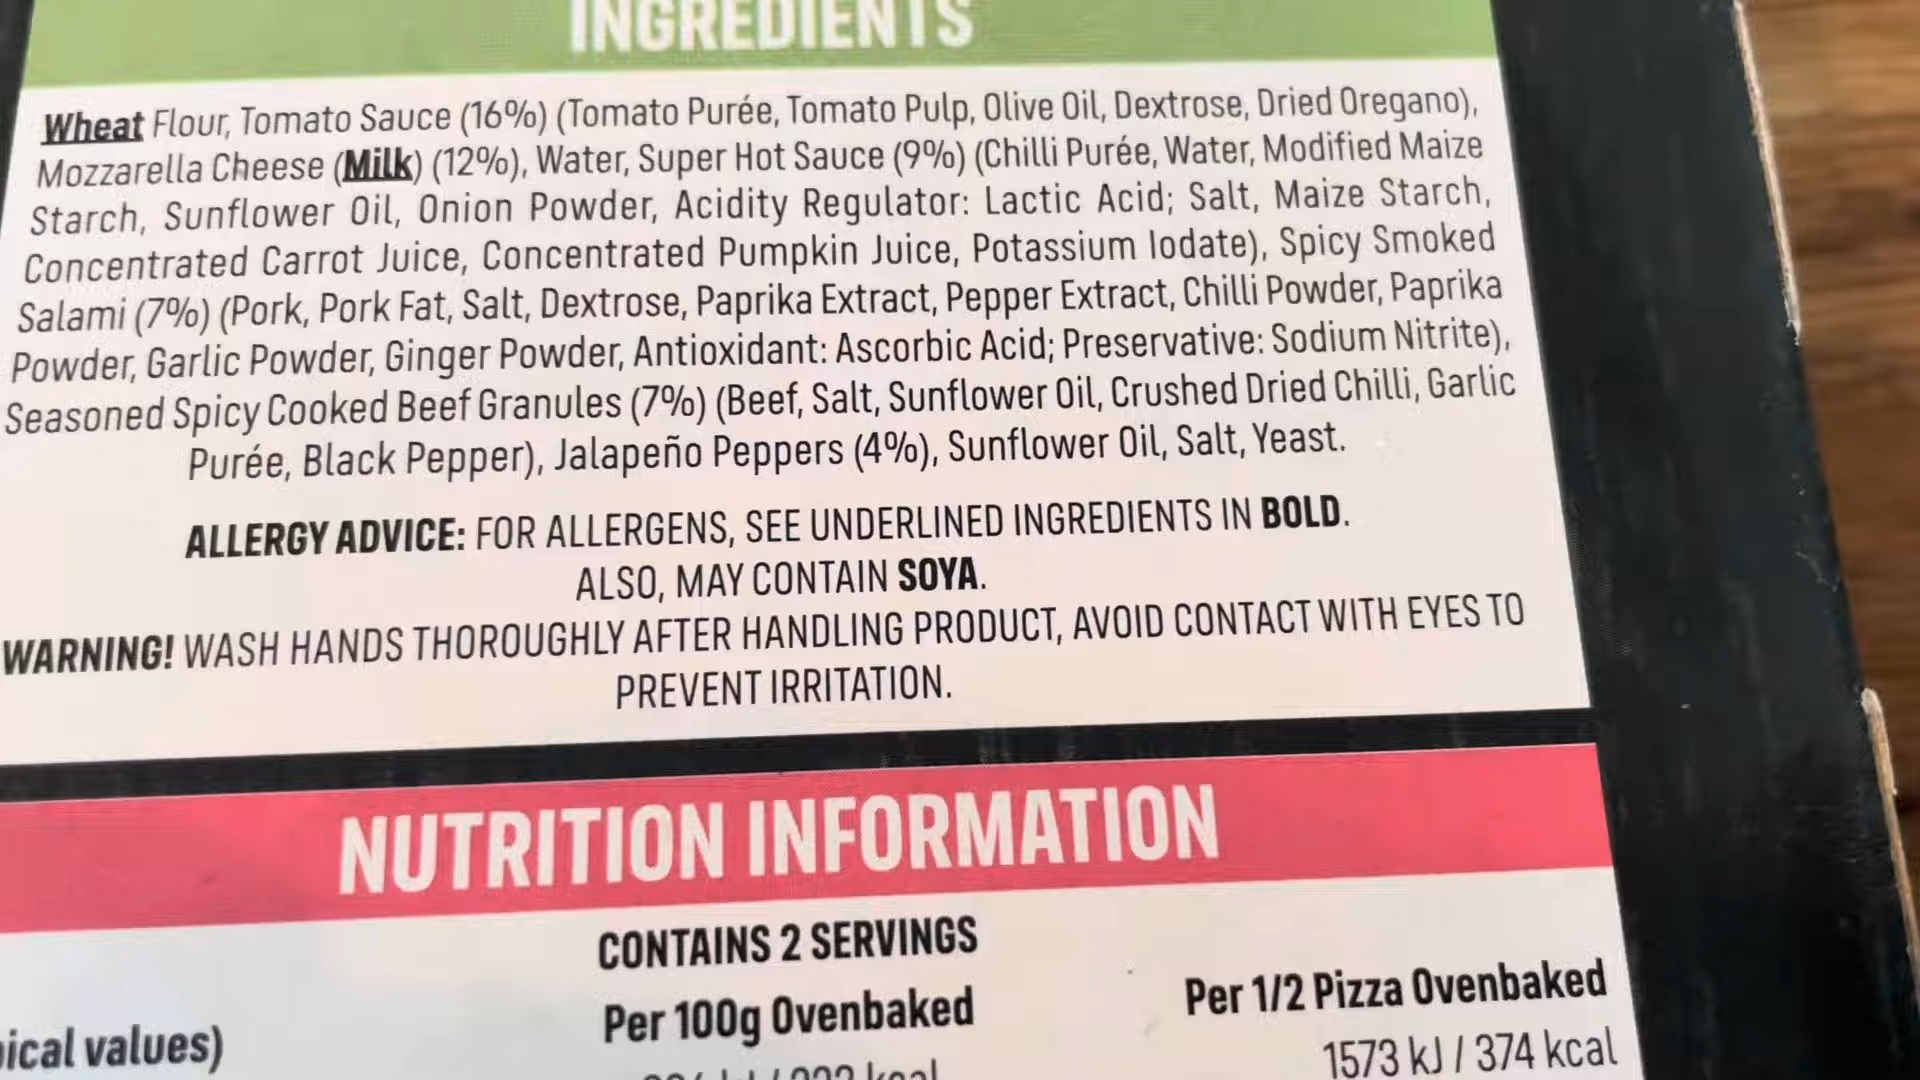 INGREDIENTS
Wheat Flour, Tomato Sauce (16%) (Tomato Purée, Tomato Pulp, Olive Oil, Dextrose, Dried Oregano),
Mozzarella Cheese (Milk) (12%), Water, Super Hot Sauce (9%) (Chilli Purée, Water, Modified Maize
Starch, Sunflower Oil, Onion Powder, Acidity Regulator: Lactic Acid; Salt, Maize Starch,
Concentrated Carrot Juice, Concentrated Pumpkin Juice, Potassium Iodate), Spicy Smoked
Salami (7%) (Pork, Pork Fat, Salt, Dextrose, Paprika Extract, Pepper Extract, Chilli Powder, Paprika
Powder, Garlic Powder, Ginger Powder, Antioxidant: Ascorbic Acid; Preservative: Sodium Nitrite),
Seasoned Spicy Cooked Beef Granules (7%) (Beef, Salt, Sunflower Oil, Crushed Dried Chilli, Garlic
Purée, Black Pepper), Jalapeño Peppers (4%), Sunflower Oil, Salt, Yeast.
ALLERGY ADVICE: FOR ALLERGENS, SEE UNDERLINED INGREDIENTS IN BOLD.
ALSO, MAY CONTAIN SOYA.
WARNING! WASH HANDS THOROUGHLY AFTER HANDLING PRODUCT, AVOID CONTACT WITH EYES TO
PREVENT IRRITATION.
NUTRITION INFORMATION
CONTAINS 2 SERVINGS
values) Per 100g Ovenbaked Per 1/2 Pizza Ovenbaked
1573 kJ / 374 kcal